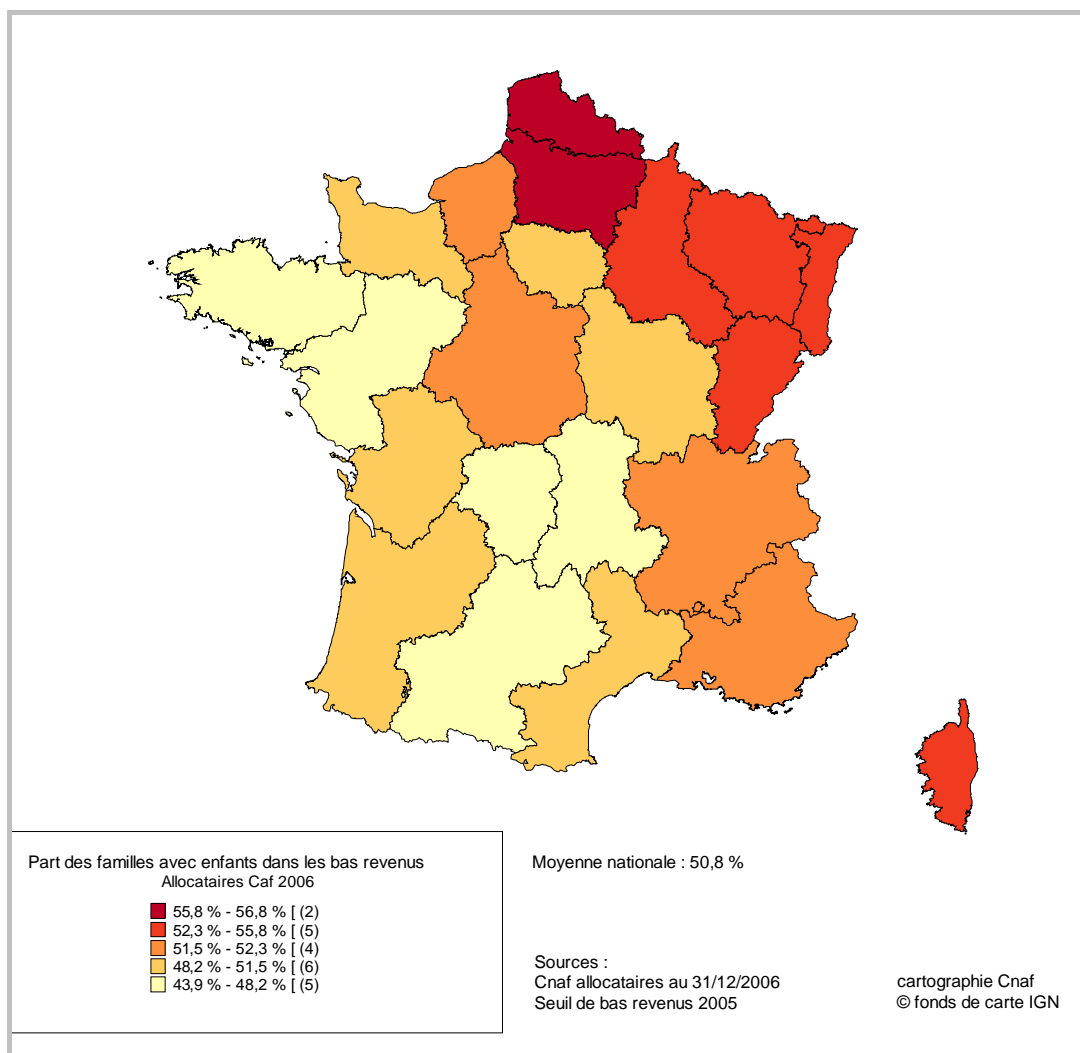 Part des familles avec enfants dans les bas revenus
Allocataires Caf 2006
55,8 % - 56,8 % [ (2)
52,3 % - 55,8 % [ (5)
51,5 % - 52,3 % [ (4)
48,2 % - 51,5 % [ (6)
43,9 % - 48,2 % [ (5)
Moyenne nationale : 50,8 %
Sources :
Cnaf allocataires au 31/12/2006
Seuil de bas revenus 2005
cartographie Cnaf
© fonds de carte IGN